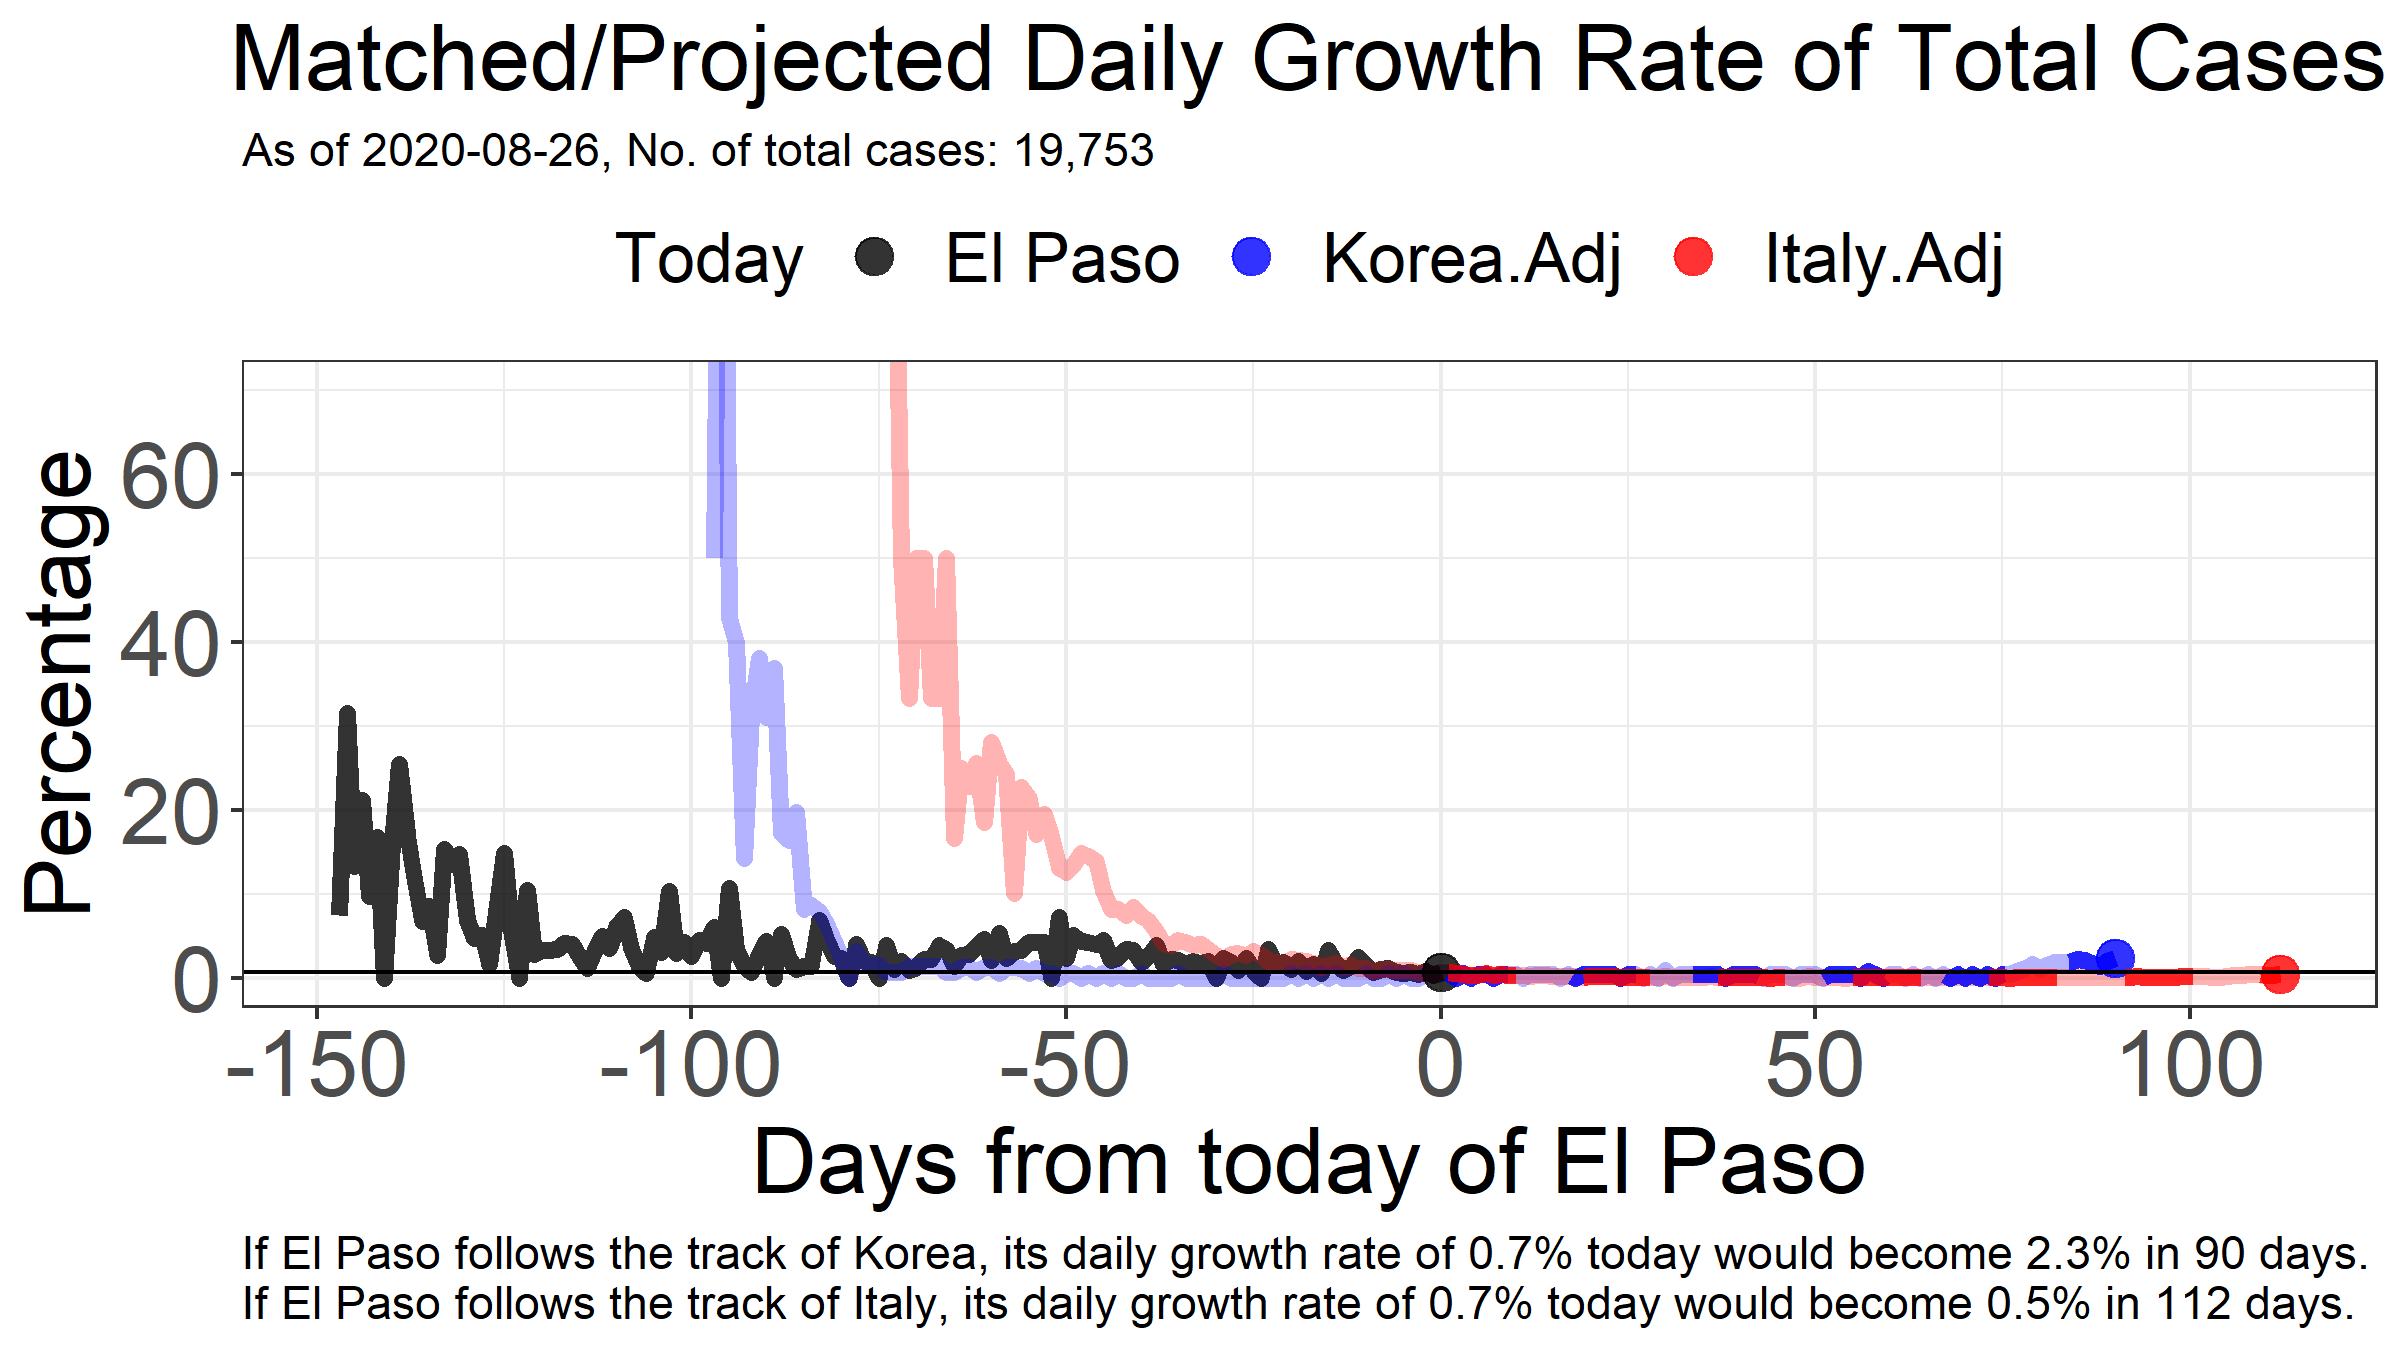 Matched/Projected Daily Growth Rate of Total Cases
As of 2020-08-26, No. of total cases: 19,753
Today El Paso Korea.Adj Italy.Adj
Percentage
60
40
20
0
-150 -100 -50 0 50 100
Days from today of El Paso
If El Paso follows the track of Korea, its daily growth rate of 0.7% today would become 2.3% in 90 days.
If El Paso follows the track of Italy, its daily growth rate of 0.7% today would become 0.5% in 112 days.